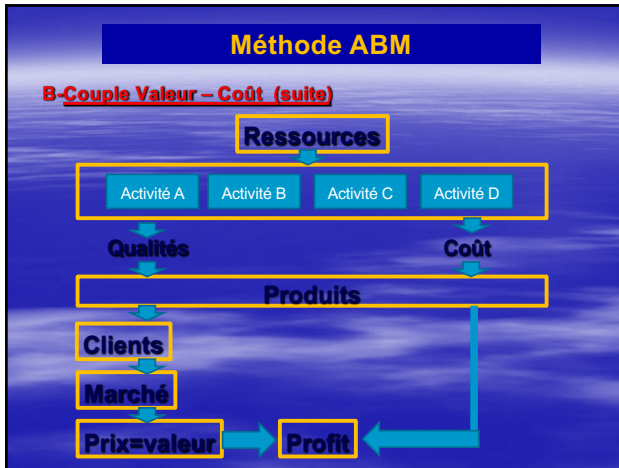 Méthode ABM
B-Couple Valeur – Coût (suite)
Ressources
Activité A Activité B Activité C Activité D
Qualités Coût
Produits
Clients
Marché
Prix=valeur Profit